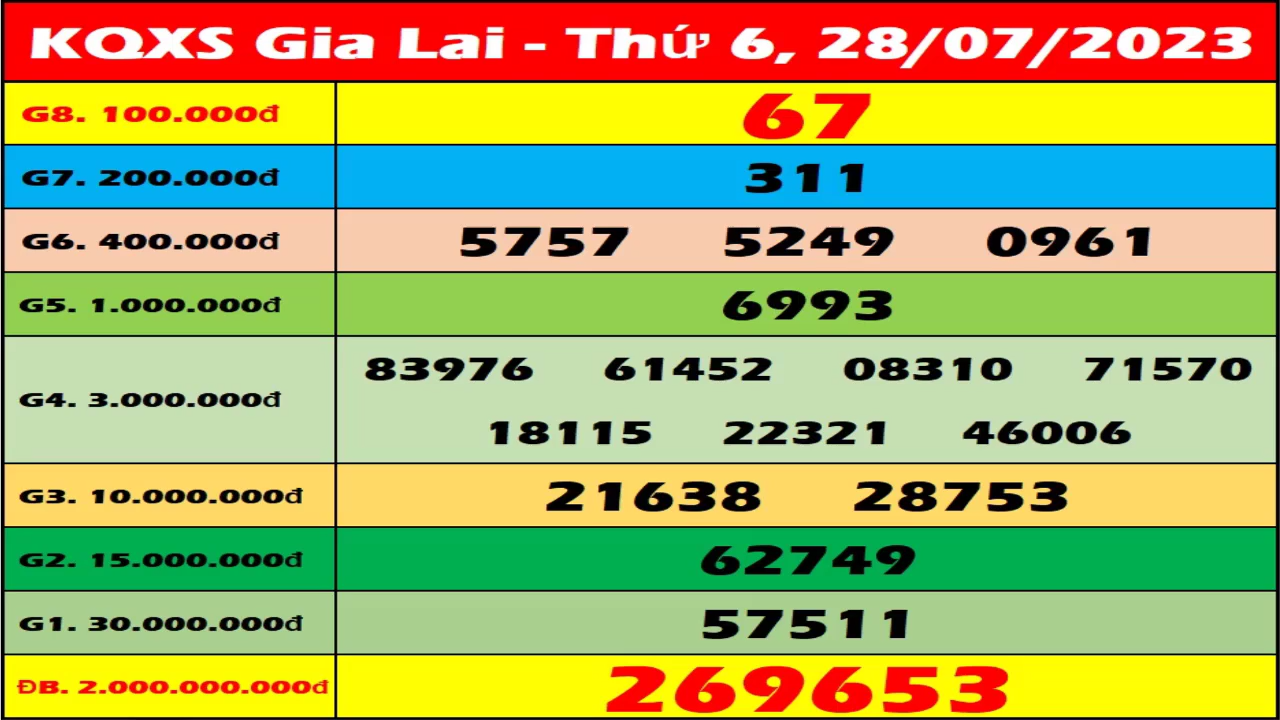 KQXS Gia Lai - Thứ 6, 28/07/2023
G8. 100.000đ 67
G7. 200.000đ 311
G6. 400.000đ 5757 5249 0961
G5. 1.000.000đ 6993
G4. 3.000.000đ 83976 61452 08310 71570
18115 22321 46006
G3. 10.000.000đ 21638 28753
G2. 15.000.000đ 62749
G1. 30.000.000đ 57511
ĐB. 2.000.000.000đ 269653